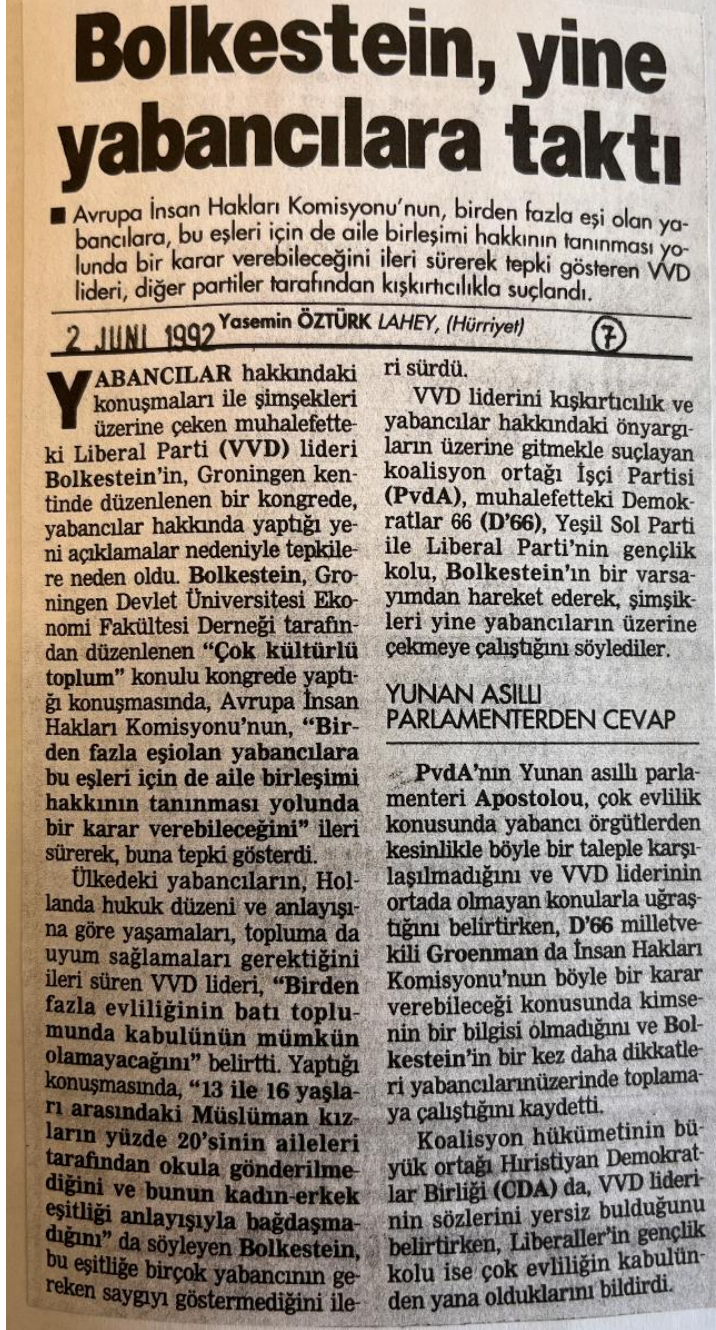 Bolkestein, yine
yabancılara taktı
■ Avrupa İnsan Hakları Komisyonu'nun, birden fazla eşi olan ya-
bancılara, bu eşleri için de aile birleşimi hakkının tanınması yo-
lunda bir karar verebileceğini ileri sürerek tepki gösteren VVD
lideri, diğer partiler tarafından kışkırtıcılıkla suçlandı.
2 JUNI 1992 Yasemin ÖZTÜRK LAHEY, (Hürriyet) 7
YABANCILAR hakkındaki
konuşmaları ile şimşekleri
üzerine çeken muhalefette-
ki Liberal Parti (VVD) lideri
Bolkestein'in, Groningen ken-
tinde düzenlenen bir kongrede,
yabancılar hakkında yaptığı ye-
ni açıklamalar nedeniyle tepkile-
re neden oldu. Bolkestein, Gro-
ningen Devlet Üniversitesi Eko-
nomi Fakültesi Derneği tarafın-
dan düzenlenen “Çok kültürlü
toplum” konulu kongrede yaptı-
ğı konuşmasında, Avrupa İnsan
Hakları Komisyonu'nun, “Bir-
den fazla eşiolan yabancılara
bu eşleri için de aile birleşimi
hakkının tanınması yolunda
bir karar verebileceğini” ileri
sürerek, buna tepki gösterdi.
Ülkedeki yabancıların, Hol-
landa hukuk düzeni ve anlayışı-
na göre yaşamaları, topluma da
uyum sağlamaları gerektiğini
ileri süren VVD lideri, “Birden
fazla evliliğinin batı toplu-
munda kabulünün mümkün
olamayacağını” belirtti. Yaptığı
konuşmasında, “13 ile 16 yaşla-
rı arasındaki Müslüman kız-
ların yüzde 20'sinin aileleri
tarafından okula gönderilme-
diğini ve bunun kadın-erkek
eşitliği anlayışıyla bağdaşma-
dığını” da söyleyen Bolkestein,
bu eşitliğe birçok yabancının ge-
reken saygıyı göstermediğini ile-
ri sürdü.
VVD liderini kışkırtıcılık ve
yabancılar hakkındaki önyargı-
ların üzerine gitmekle suçlayan
koalisyon ortağı İşçi Partisi
(PvdA), muhalefetteki Demok-
ratlar 66 (D'66), Yeşil Sol Parti
ile Liberal Parti'nin gençlik
kolu, Bolkestein'ın bir varsa-
yımdan hareket ederek, şimşik-
leri yine yabancıların üzerine
çekmeye çalıştığını söylediler.
YUNAN ASILLI
PARLAMENTERDEN CEVAP
PvdA'nın Yunan asıllı parla-
menteri Apostolou, çok evlilik
konusunda yabancı örgütlerden
kesinlikle böyle bir taleple karşı-
laşılmadığını ve VVD liderinin
ortada olmayan konularla uğraş-
tığını belirtirken, D'66 milletve-
kili Groenman da İnsan Hakları
Komisyonu'nun böyle bir karar
verebileceği konusunda kimse-
nin bir bilgisi olmadığını ve Bol-
kestein'in bir kez daha dikkatle-
ri yabancılarınüzerinde toplama-
ya çalıştığını kaydetti.
Koalisyon hükümetinin bü-
yük ortağı Hıristiyan Demokrat-
lar Birliği (CDA) da, VVD lideri-
nin sözlerini yersiz bulduğunu
belirtirken, Liberaller'in gençlik
kolu ise çok evliliğin kabulün-
den yana olduklarını bildirdi.